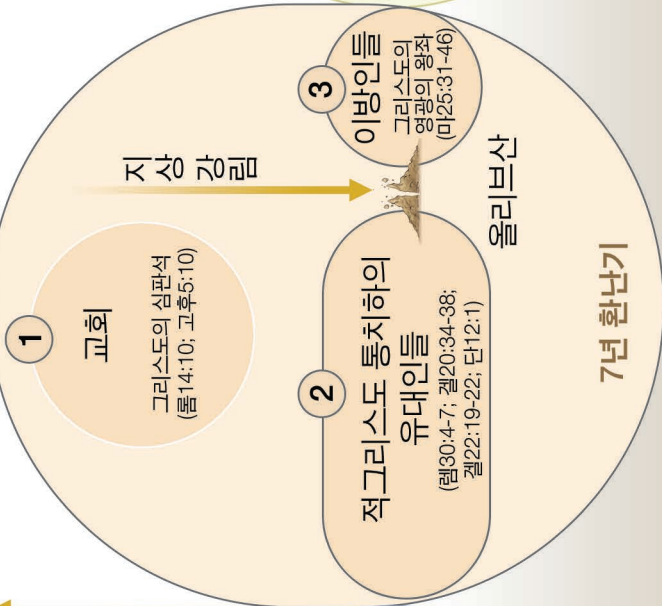 1
교회
그리스도의 심판석
(롬14:10; 고후5:10)
지상
강림
2
적그리스도 통치하의
유대인들
(렘30:4-7; 겔20:34-38;
겔22:19-22; 단12:1)
3
이방인들
그리스도의
영광의 왕좌
(마25:31-46)
올리브산
7년 환난기